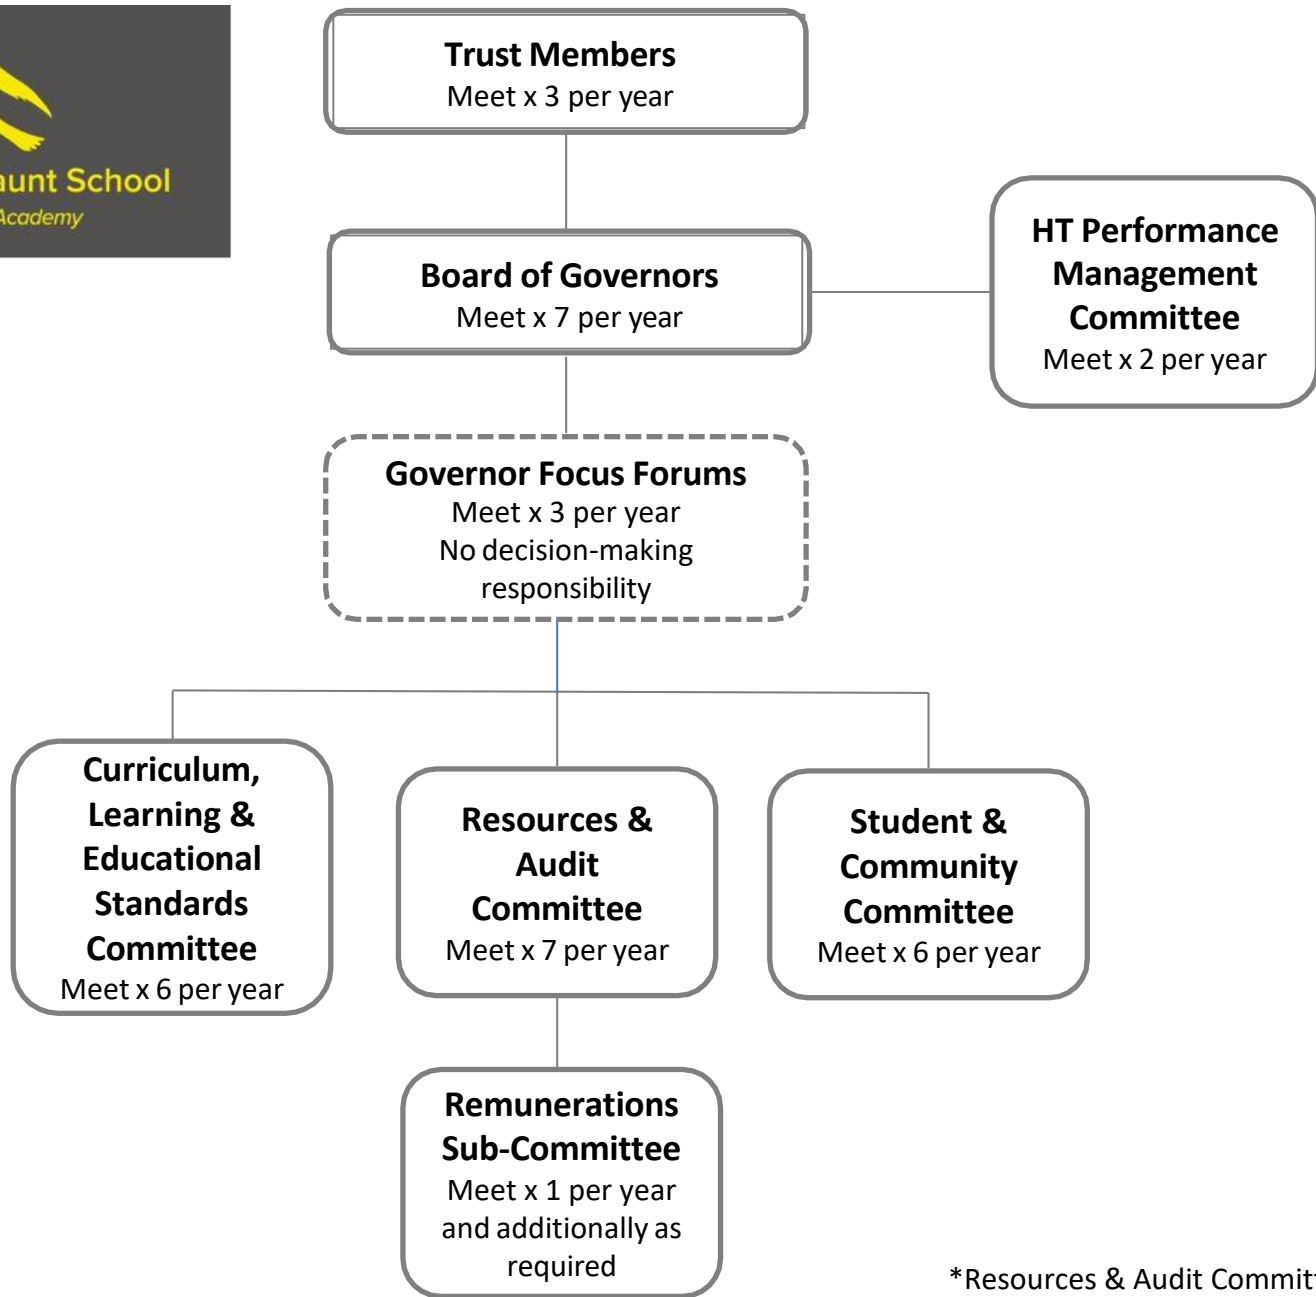 School
Academy
Trust Members
Meet x 3 per year
Board of Governors
Meet x 7 per year
HT Performance
Management
Committee
Meet x 2 per year
Governor Focus Forums
Meet x 3 per year
No decision-making
responsibility
Curriculum,
Learning &
Educational
Standards
Committee
Meet x 6 per year
Resources &
Audit
Committee
Meet x 7 per year
Student &
Community
Committee
Meet x 6 per year
Remunerations
Sub-Committee
Meet x 1 per year
and additionally as
required
*Resources & Audit